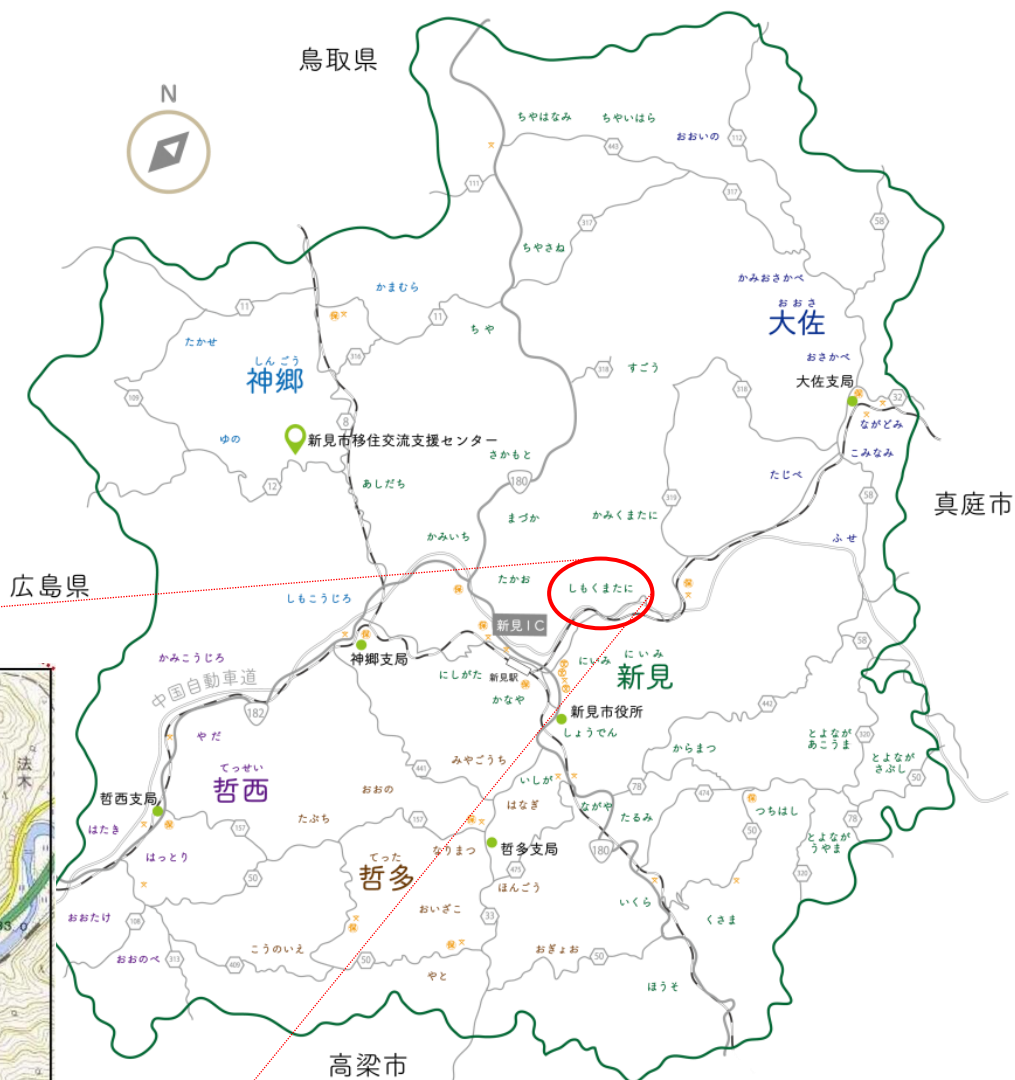 鳥取県
N
ちやはなみ
ちやいはら
443
おおいの
112
111
317
317
58
ちやさね
かみおさかべ
かまむら
11
11
ちや
おおさ
大佐
たかせ
しんごう
神郷
109
8
318
すごう
318
おさかべ
大佐支局
32
ながどみ
こみなみ
ゆの
新見市移住交流支援センター
さかもと
180
12
あしだち
まづか
かみくまたに
319
たじべ
58
ふせ
真庭市
かみいち
広島県
たかお
しもくまたに
しもこうじろ
新見IC
神郷支局
かみこうじろ
中国自動車道
182
にしがた
新見駅
かなや
にいみ
にいみ
新見
58
新見市役所
しょうでん
442
からまつ
とよなが
あこうま
320
とよなが
さぶし
50
やだ
てっせい
哲西
哲西支局
441
みやごうち
おおの
いしが
はなぎ
78
ながや
たるみ
474
つちはし
50
78
とよなが
うやま
はたき
157
たぶち
157
なりまつ
哲多支局
180
320
はっとり
50
てった
哲多
475
ほんごう
おおたけ
108
おいざこ
33
いくら
くさま
おおのべ
313
こうのいえ
409
50
やと
おぎょお
50
ほうそ
高梁市
法木